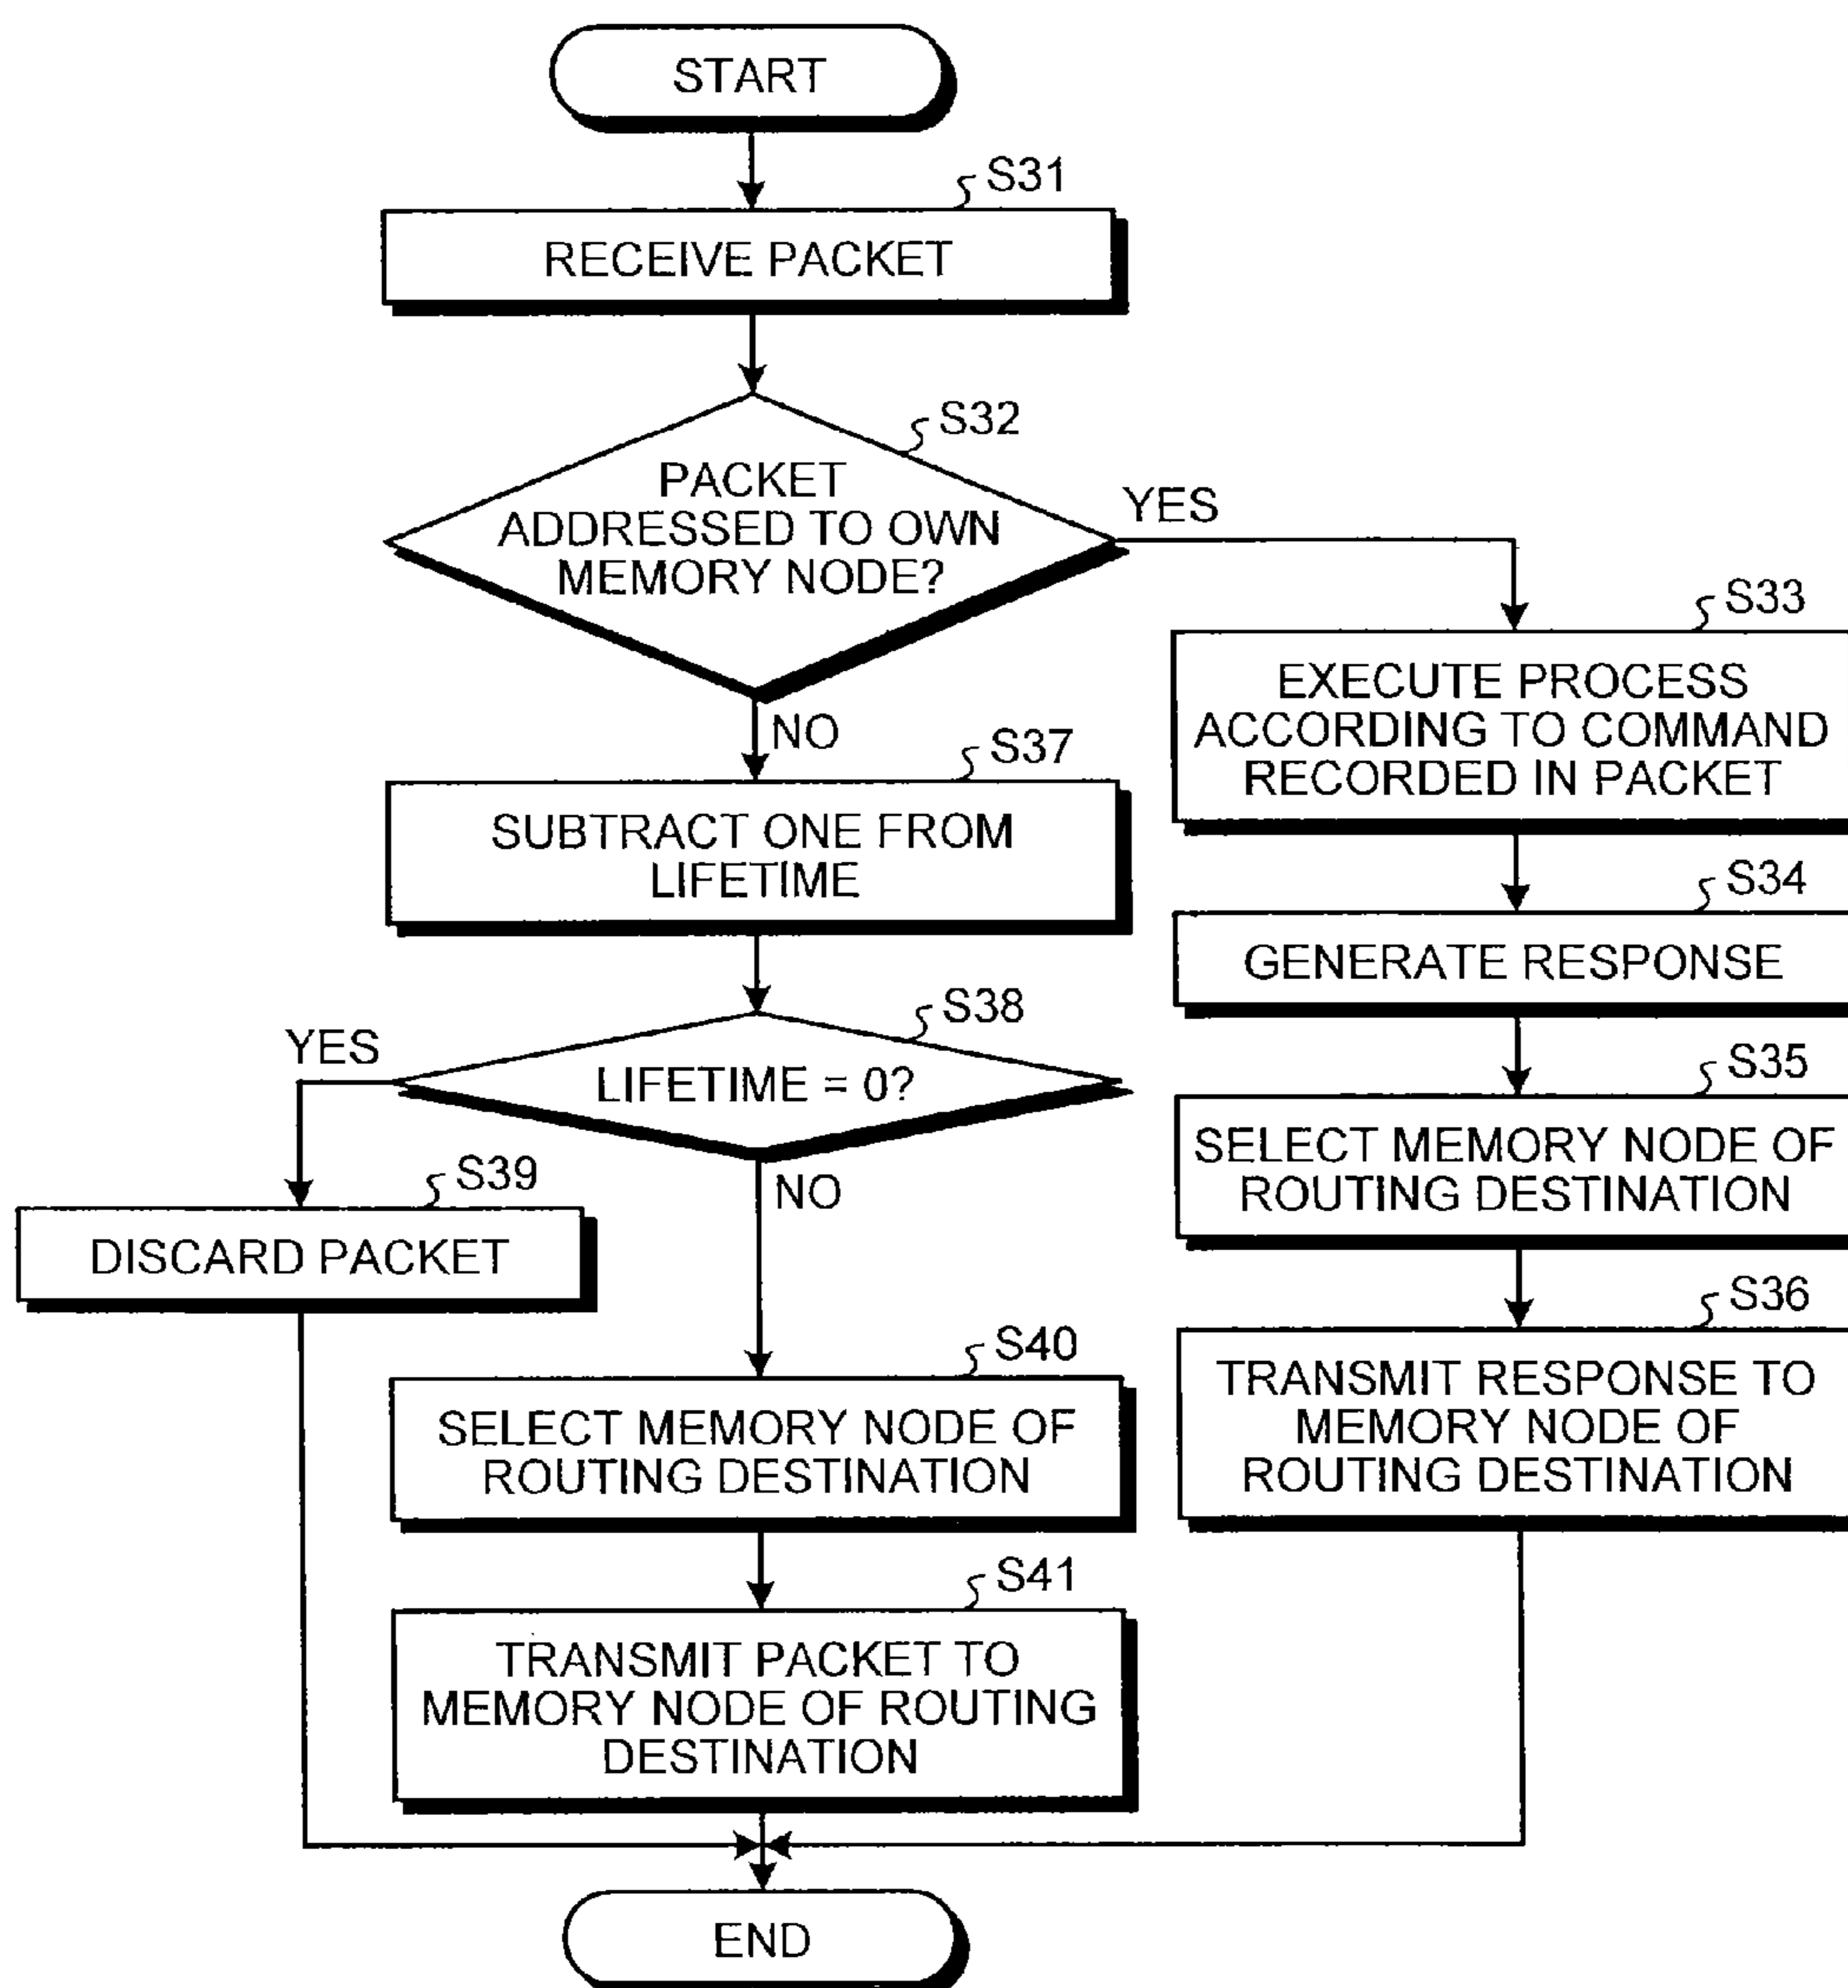 START
S31
RECEIVE PACKET
S32
PACKET
ADDRESSED TO OWN
MEMORY NODE?
YES
NO
S33
EXECUTE PROCESS
ACCORDING TO COMMAND
RECORDED IN PACKET
S34
GENERATE RESPONSE
S35
SELECT MEMORY NODE OF
ROUTING DESTINATION
S36
TRANSMIT RESPONSE TO
MEMORY NODE OF
ROUTING DESTINATION
S37
SUBTRACT ONE FROM
LIFETIME
S38
LIFETIME = 0?
YES
NO
S39
DISCARD PACKET
S40
SELECT MEMORY NODE OF
ROUTING DESTINATION
S41
TRANSMIT PACKET TO
MEMORY NODE OF ROUTING
DESTINATION
END